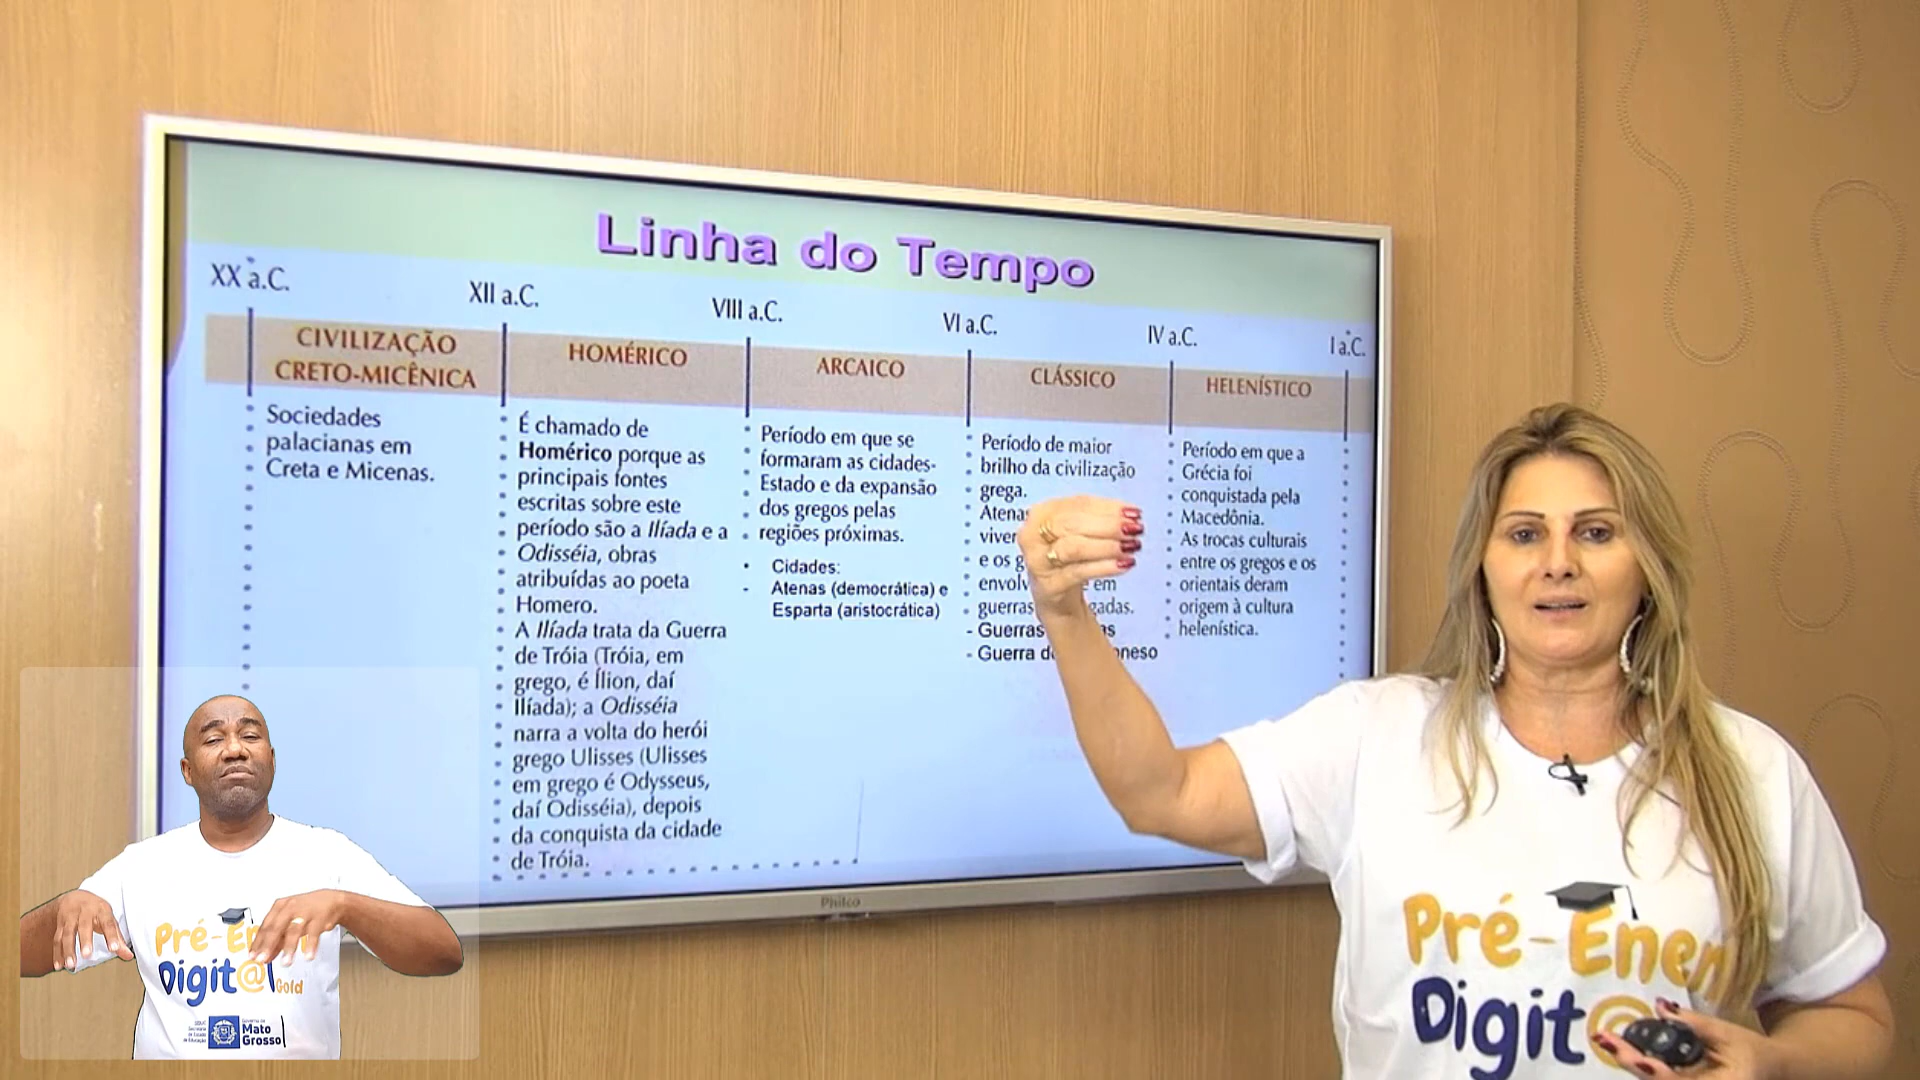 Linha do Tempo
XX a.C.
XII a.C.
VIII a.C.
VI a.C.
IV a.C.
I a.C.
CIVILIZAÇÃO
CRETO-MICÊNICA
HOMÉRICO
ARCAICO
CLÁSSICO
HELENÍSTICO
Sociedades
palacianas em
Creta e Micenas.
É chamado de
Homérico porque as
principais fontes
escritas sobre este
período são a Ilíada e a
Odisséia, obras
atribuídas ao poeta
Homero.
A Ilíada trata da Guerra
de Tróia (Tróia, em
grego, é Ílion, daí
Ilíada); a Odisséia
narra a volta do herói
grego Ulisses (Ulisses
em grego é Odysseus,
daí Odisséia), depois
da conquista da cidade
de Tróia.
Período em que se
formaram as cidades-
Estado e da expansão
dos gregos pelas
regiões próximas.
• Cidades:
- Atenas (democrática) e
Esparta (aristocrática)
Período de maior
brilho da civilização
grega.
e os
em
guerras
- Guerras
- Guerra
Período em que a
Grécia foi
conquistada pela
Macedônia.
As trocas culturais
entre os gregos e os
orientais deram
origem à cultura
helenística.
Philco
Pré-Enem
Digit@l
Gold
Mato
Grosso
Pré-Enem
Digit@